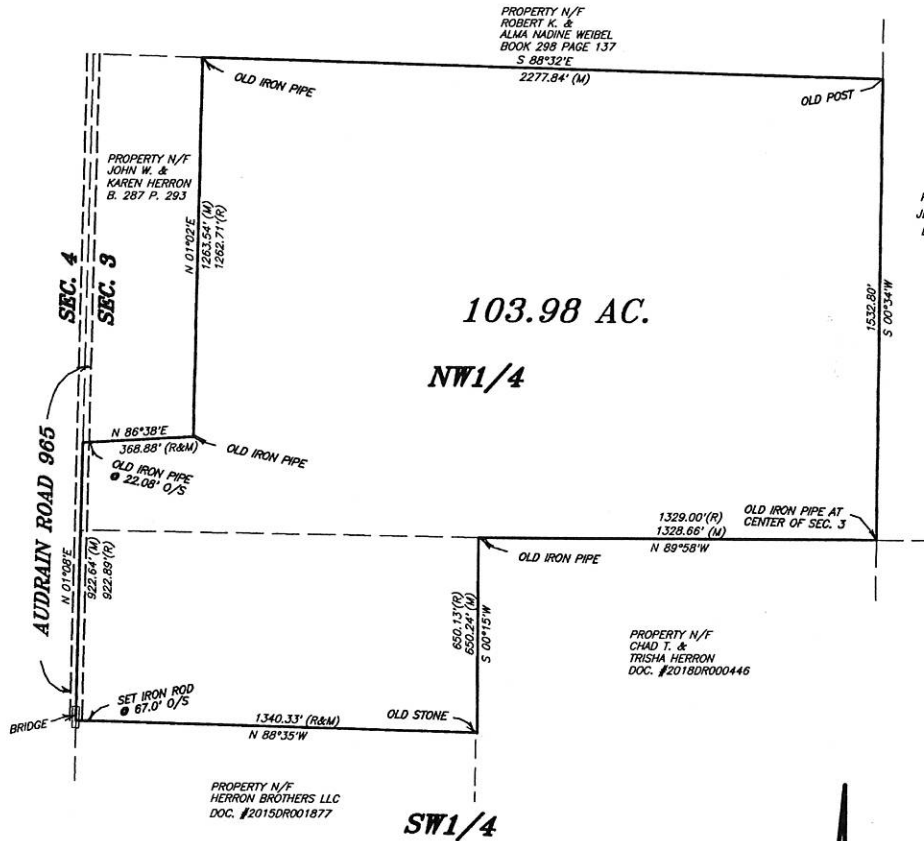 PROPERTY N/F
ROBERT K. &
ALMA NADINE WEIBEL
BOOK 298 PAGE 137
S 88°32'E
2277.84' (M)
OLD IRON PIPE
OLD POST
PROPERTY N/F
JOHN W. &
KAREN HERRON
B. 287 P. 293
N 01°02'E
1263.54' (M)
1262.71'(R)
SEC. 4
SEC. 3
103.98 AC.
NW1/4
1532.80'
S 00°34'W
AUDRAIN ROAD 965
N 86°38'E
368.88' (R&M)
OLD IRON PIPE
OLD IRON PIPE
@ 22.08' O/S
1329.00'(R)
1328.66' (M)
N 89°58'W
OLD IRON PIPE AT
CENTER OF SEC. 3
OLD IRON PIPE
N 01°08'E
922.64' (M)
922.89'(R)
650.13'(R)
650.24' (M)
S 00°15'W
PROPERTY N/F
CHAD T. &
TRISHA HERRON
DOC. #2018DR000446
SET IRON ROD
@ 67.0' O/S
BRIDGE
1340.33' (R&M)
N 88°35'W
OLD STONE
PROPERTY N/F
HERRON BROTHERS LLC
DOC. #2015DR001877
SW1/4